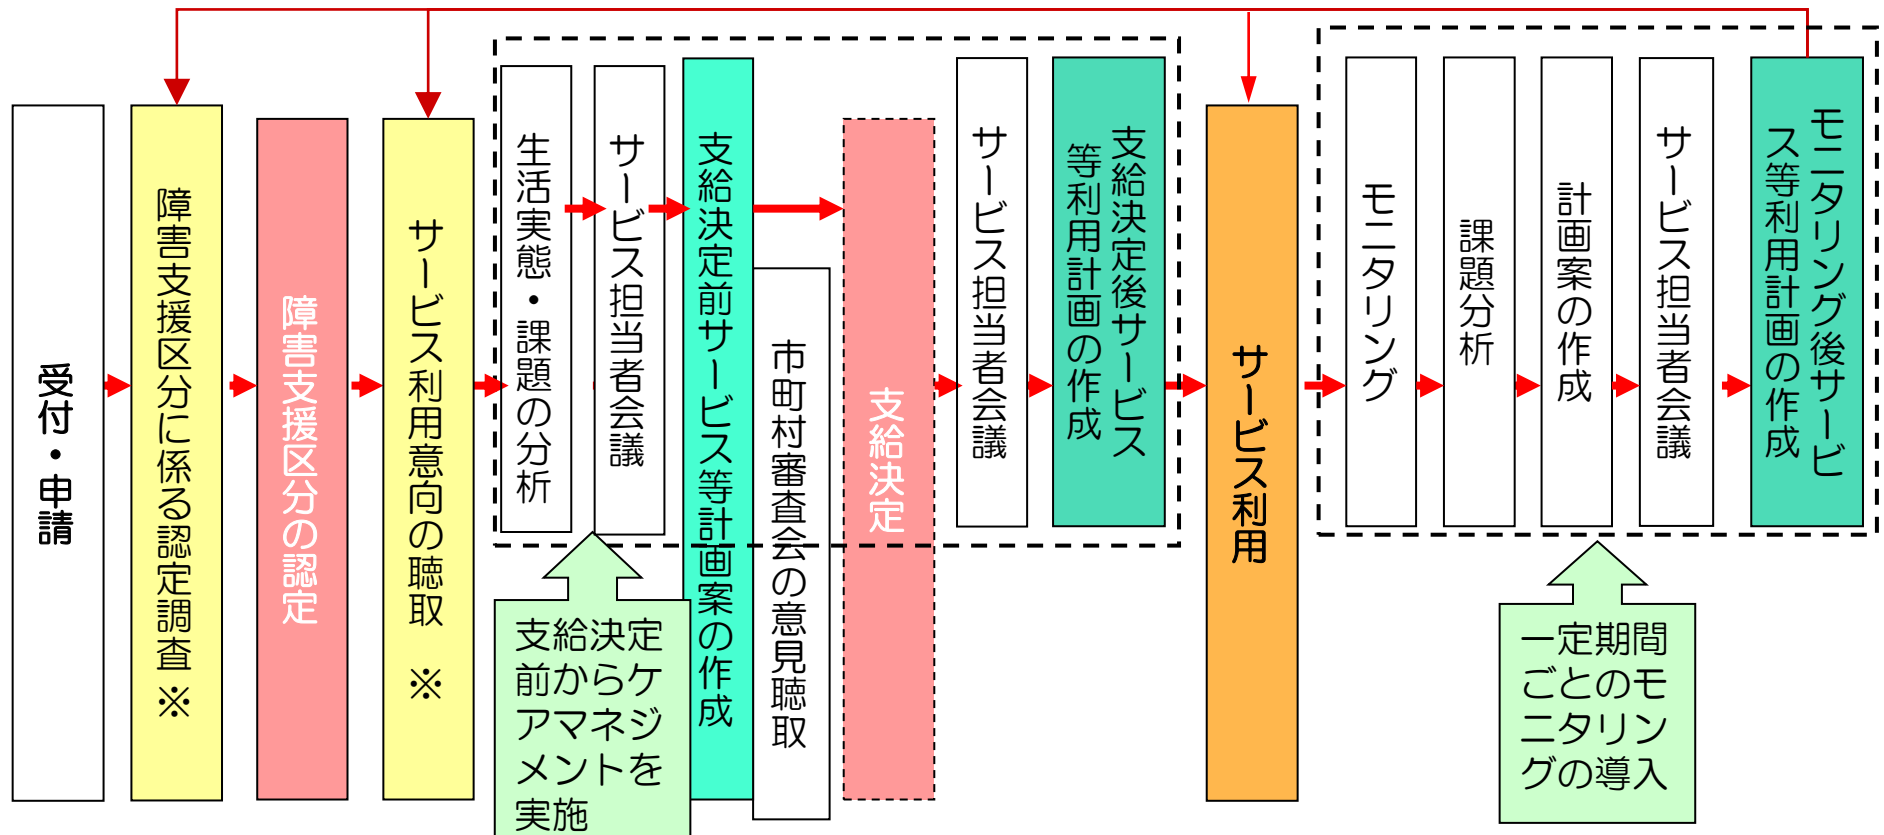 受付・申請
障害支援区分に係る認定調査※
障害支援区分の認定
サービス利用意向の聴取　※
生活実態・課題の分析
サービス担当者会議
支給決定前サービス等計画案の作成
市町村審査会の意見聴取
支給決定
サービス担当者会議
支給決定後サービス
等利用計画の作成
サービス利用
モニタリング
課題分析
計画案の作成
サービス担当者会議
モニタリング後サービ
ス等利用計画の作成
支給決定
前からケ
アマネジ
メントを
実施
一定期間
ごとのモ
ニタリン
グの導入